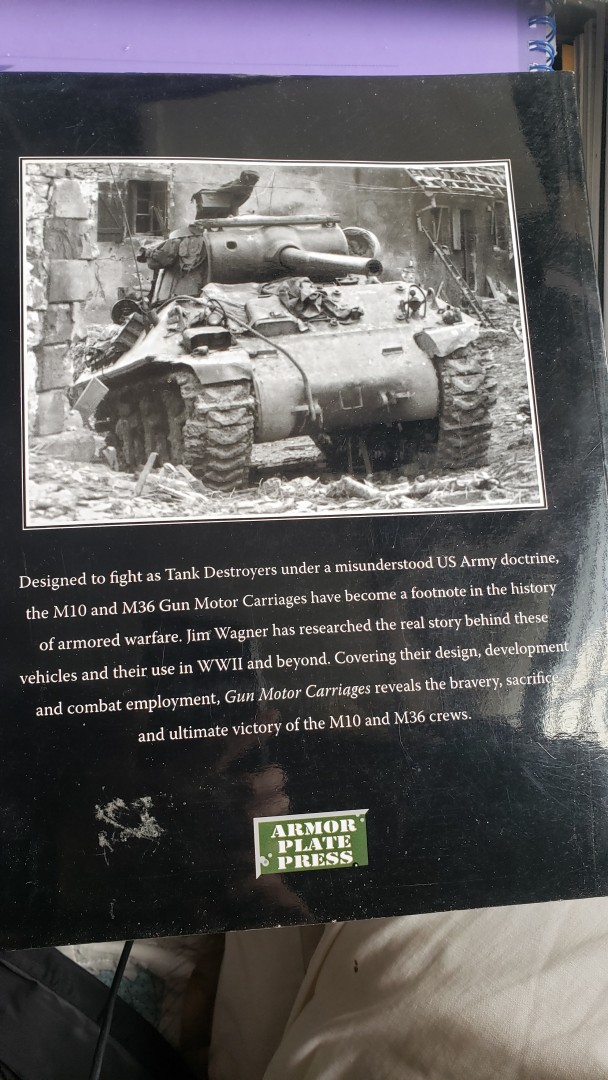 Designed to fight as Tank Destroyers under a misunderstood US Army doctrine,
the M10 and M36 Gun Motor Carriages have become a footnote in the history
of armored warfare. Jim Wagner has researched the real story behind these
vehicles and their use in WWII and beyond. Covering their design, development
and combat employment, Gun Motor Carriages reveals the bravery, sacrifice
and ultimate victory of the M10 and M36 crews.
ARMOR
PLATE
PRESS